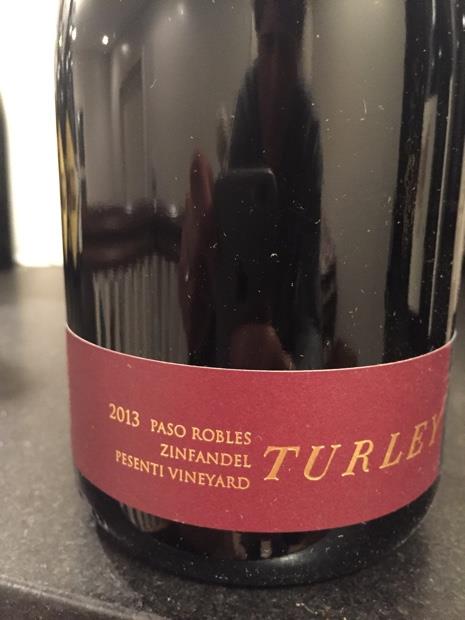 2013 PASO ROBLES
ZINFANDEL
PESENTI VINEYARD
TURLEY